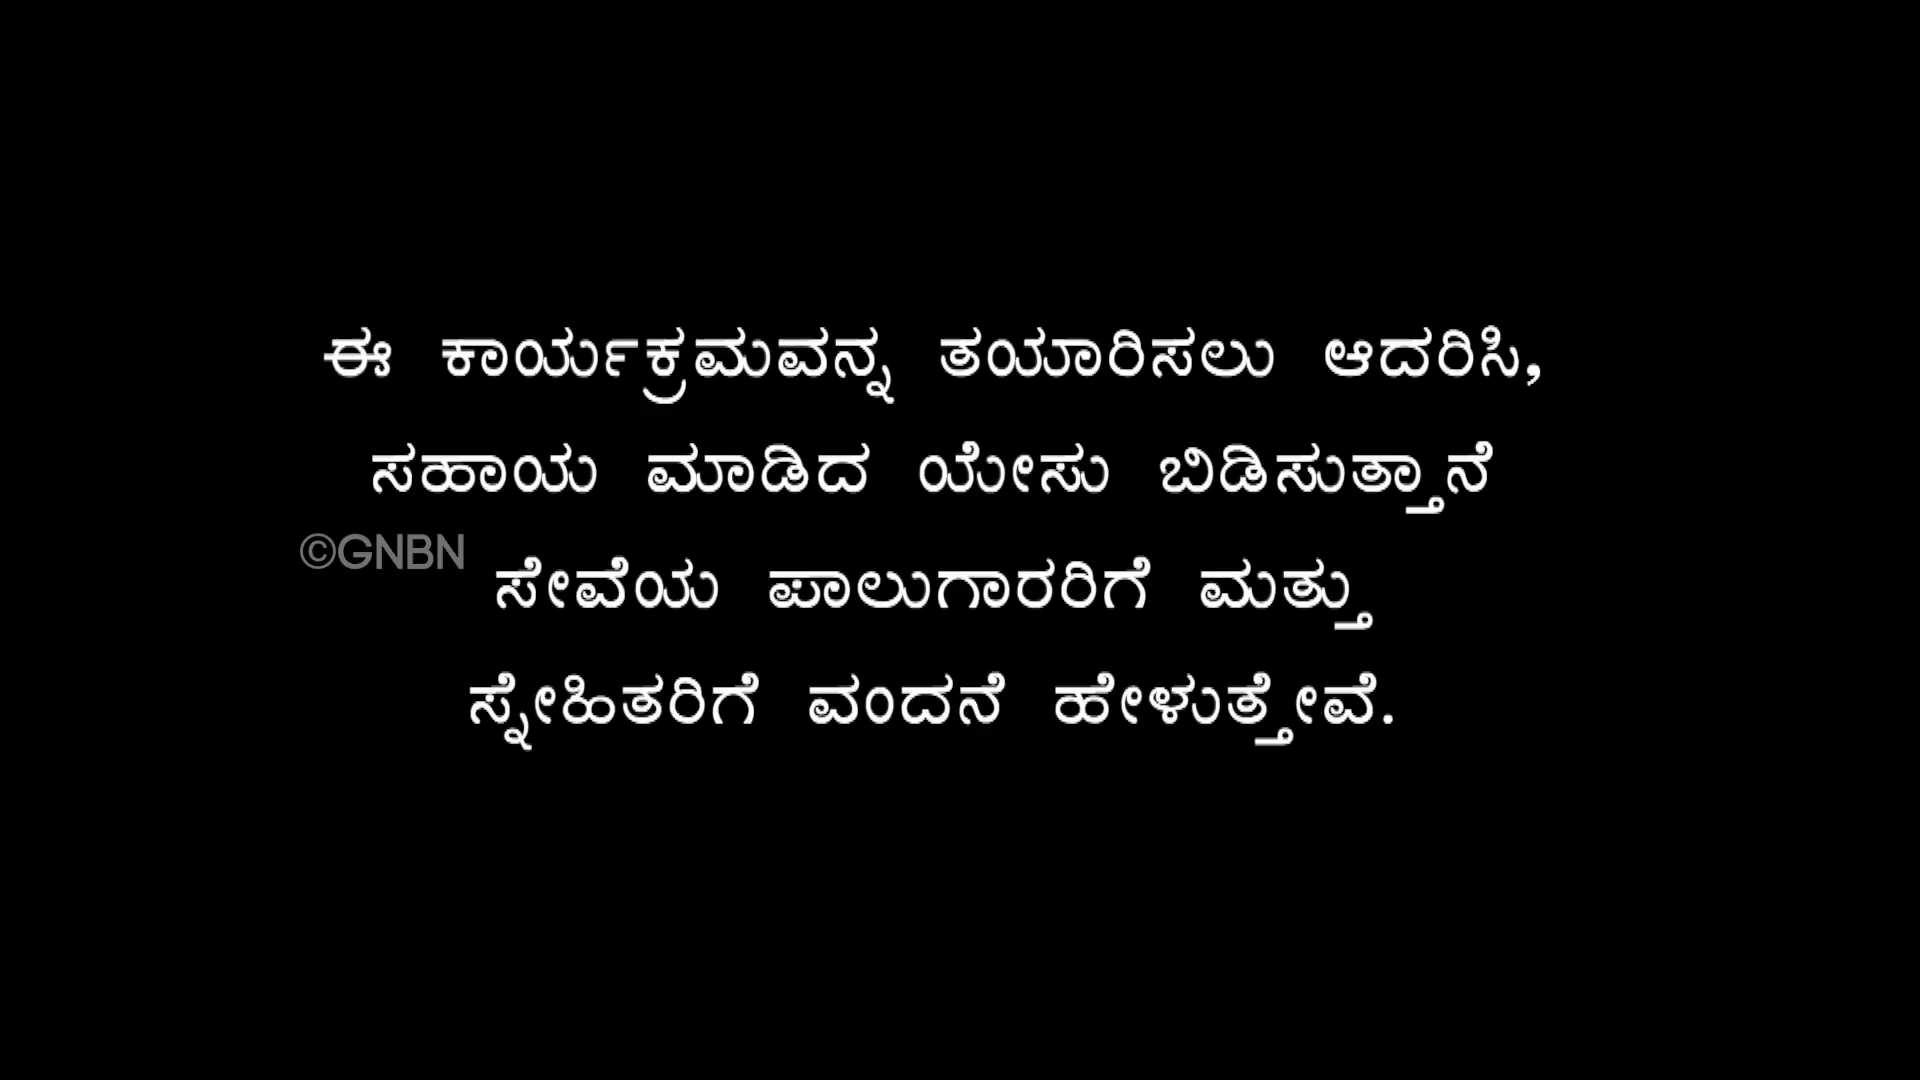 ಈ ಕಾರ್ಯಕ್ರಮವನ್ನ ತಯಾರಿಸಲು ಆದರಿಸಿ,
ಸಹಾಯ ಮಾಡಿದ ಯೇಸು ಬಿಡಿಸುತ್ತಾನೆ
©GNBN
ಸೇವೆಯ ಪಾಲುಗಾರರಿಗೆ ಮತ್ತು
ಸ್ನೇಹಿತರಿಗೆ ವಂದನೆ ಹೇಳುತ್ತೇವೆ.